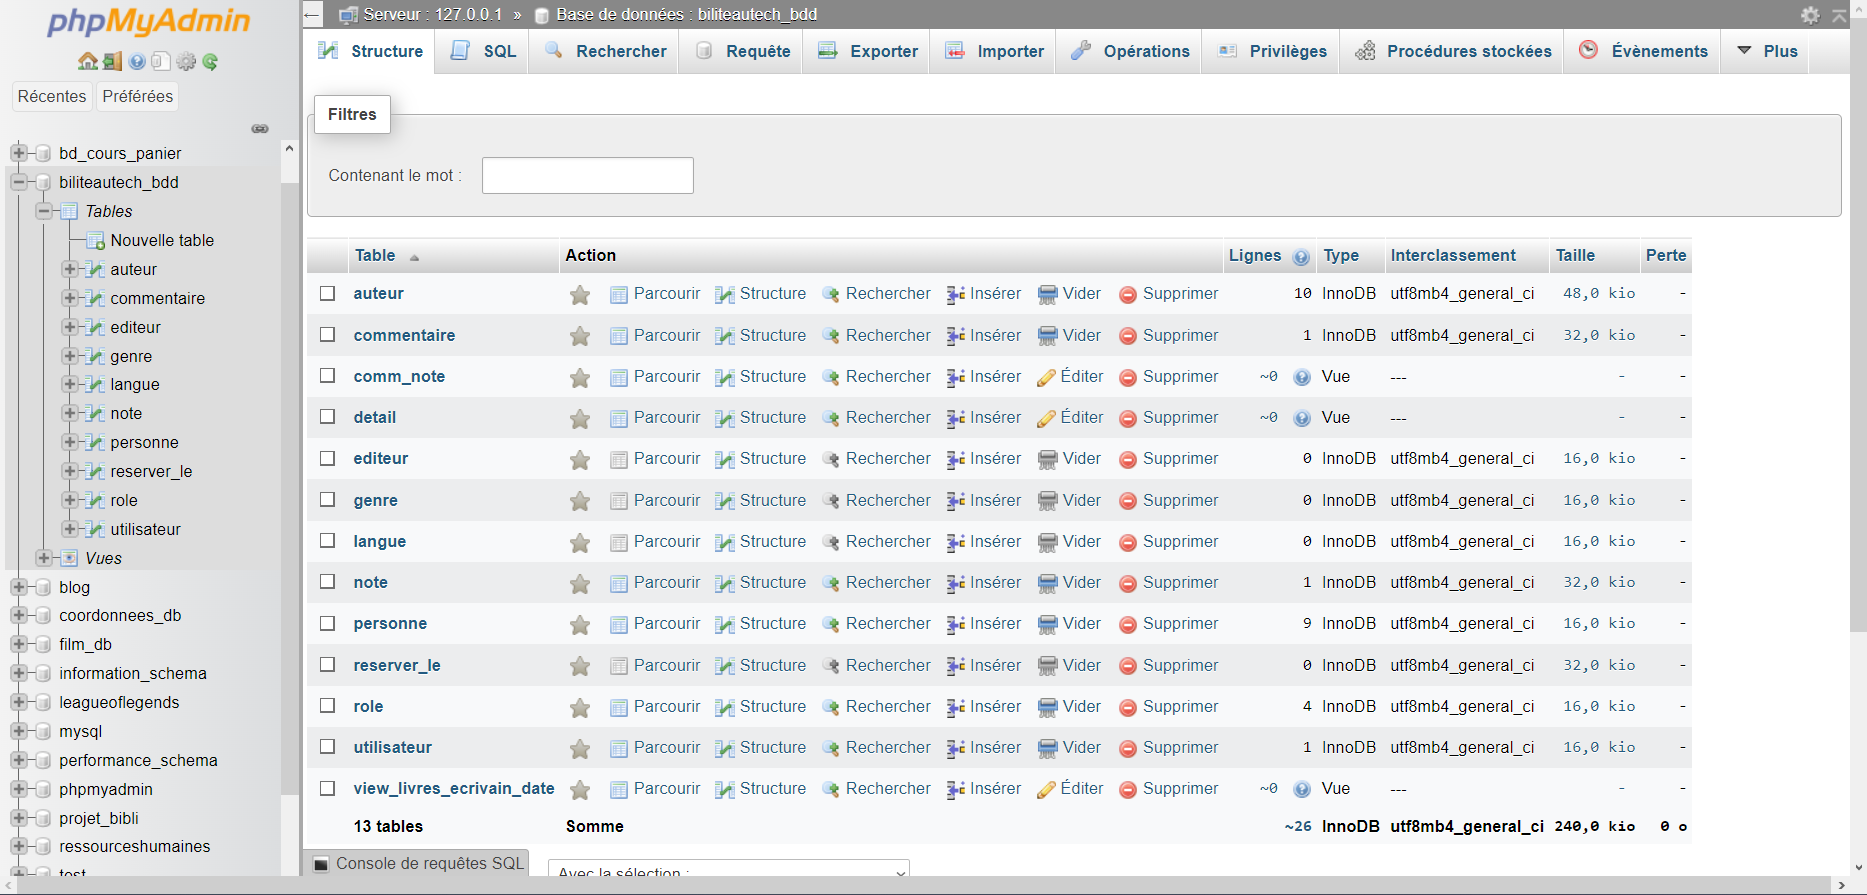 phpMyAdmin
Récentes Préférées
bd_cours_panier
biliteautech_bdd
Tables
Nouvelle table
auteur
commentaire
editeur
genre
langue
note
personne
reserver_le
role
utilisateur
Vues
blog
coordonnees_db
film_db
information_schema
leagueoflegends
mysql
performance_schema
phpmyadmin
projet_bibli
ressourceshumaines
test
Serveur : 127.0.0.1 » Base de données : biliteautech_bdd
Structure SQL Rechercher Requête Exporter Importer Opérations Privilèges Procédures stockées Évènements Plus
Filtres
Contenant le mot :
Table Action Lignes Type Interclassement Taille Perte
auteur Parcourir Structure Rechercher Insérer Vider Supprimer 10 InnoDB utf8mb4_general_ci 48,0 kio -
commentaire Parcourir Structure Rechercher Insérer Vider Supprimer 1 InnoDB utf8mb4_general_ci 32,0 kio -
comm_note Parcourir Structure Rechercher Insérer Éditer Supprimer ~0 Vue --- - -
detail Parcourir Structure Rechercher Insérer Éditer Supprimer ~0 Vue --- - -
editeur Parcourir Structure Rechercher Insérer Vider Supprimer 0 InnoDB utf8mb4_general_ci 16,0 kio -
genre Parcourir Structure Rechercher Insérer Vider Supprimer 0 InnoDB utf8mb4_general_ci 16,0 kio -
langue Parcourir Structure Rechercher Insérer Vider Supprimer 0 InnoDB utf8mb4_general_ci 16,0 kio -
note Parcourir Structure Rechercher Insérer Vider Supprimer 1 InnoDB utf8mb4_general_ci 32,0 kio -
personne Parcourir Structure Rechercher Insérer Vider Supprimer 9 InnoDB utf8mb4_general_ci 16,0 kio -
reserver_le Parcourir Structure Rechercher Insérer Vider Supprimer 0 InnoDB utf8mb4_general_ci 32,0 kio -
role Parcourir Structure Rechercher Insérer Vider Supprimer 4 InnoDB utf8mb4_general_ci 16,0 kio -
utilisateur Parcourir Structure Rechercher Insérer Vider Supprimer 1 InnoDB utf8mb4_general_ci 16,0 kio -
view_livres_ecrivain_date Parcourir Structure Rechercher Insérer Éditer Supprimer ~0 Vue --- - -
13 tables Somme ~26 InnoDB utf8mb4_general_ci 240,0 kio 0 o
Console de requêtes SQL
Avec la sélection :